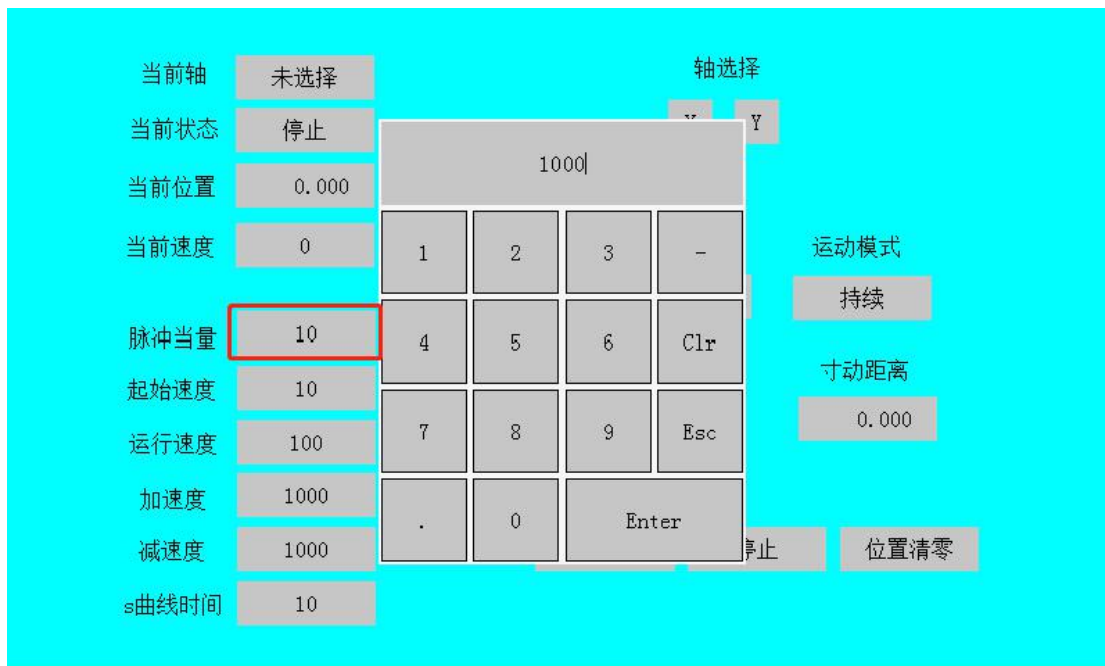 当前轴 未选择
轴选择
Y
当前状态 停止
1000
当前位置 0.000
当前速度 0
1 2 3 -
运动模式
持续
脉冲当量 10
4 5 6 Clr
寸动距离
起始速度 10
0.000
运行速度 100
7 8 9 Esc
加速度 1000
. 0 Enter
减速度 1000
停止 位置清零
s曲线时间 10